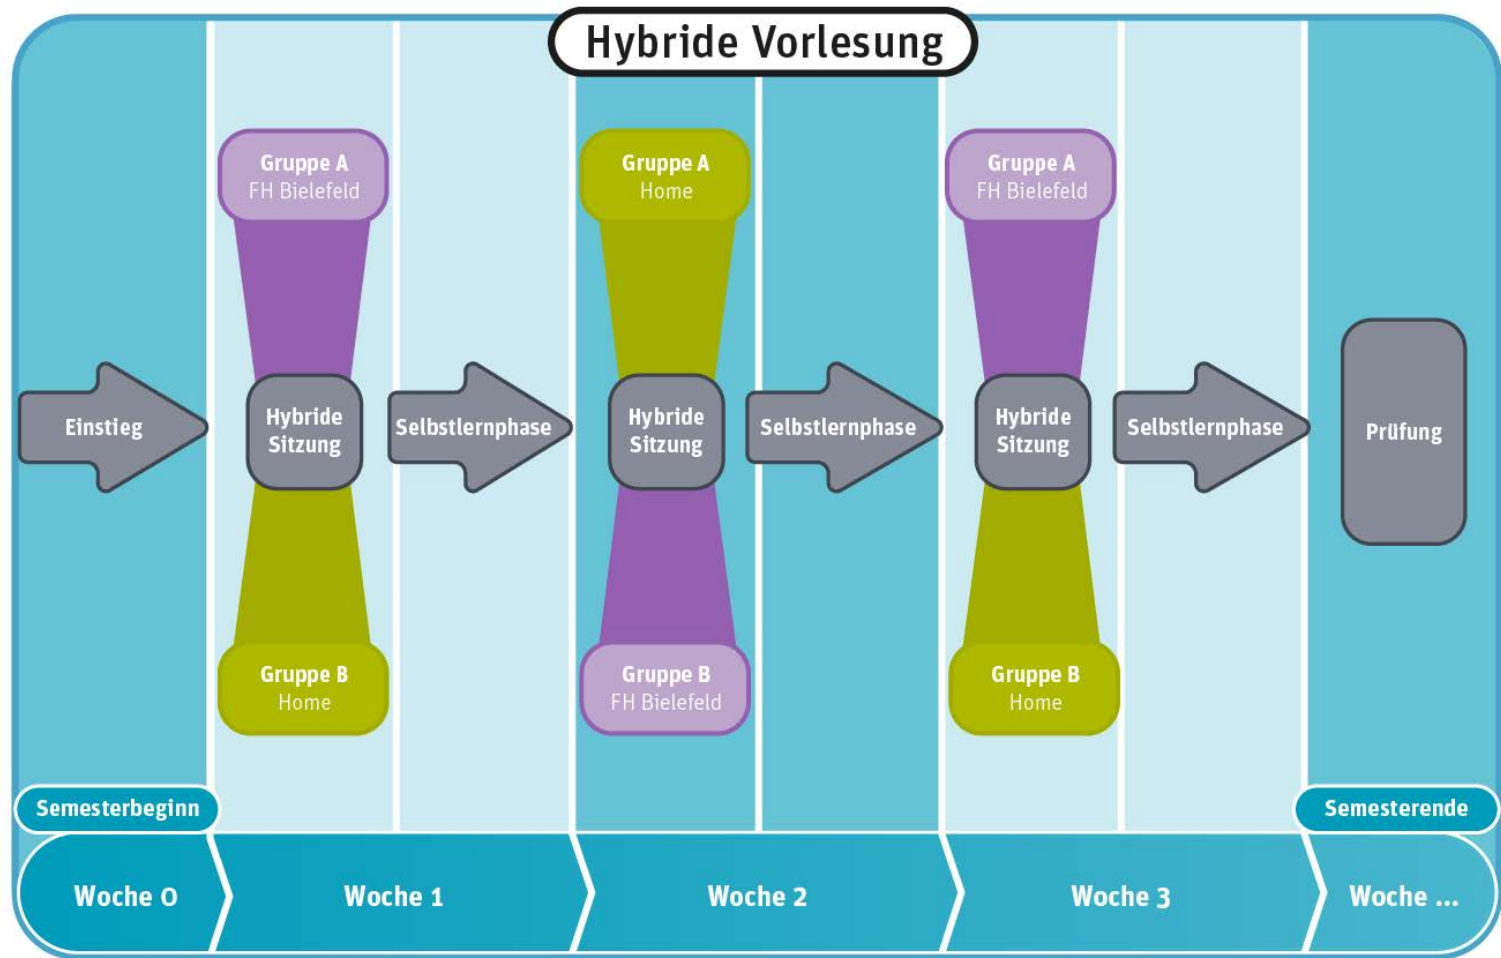 Hybride Vorlesung
Gruppe A
FH Bielefeld
Gruppe A
Home
Gruppe A
FH Bielefeld
Einstieg
Hybride
Sitzung
Selbstlernphase
Hybride
Sitzung
Selbstlernphase
Hybride
Sitzung
Selbstlernphase
Prüfung
Gruppe B
Home
Gruppe B
FH Bielefeld
Gruppe B
Home
Semesterbeginn
Semesterende
Woche 0
Woche 1
Woche 2
Woche 3
Woche ...